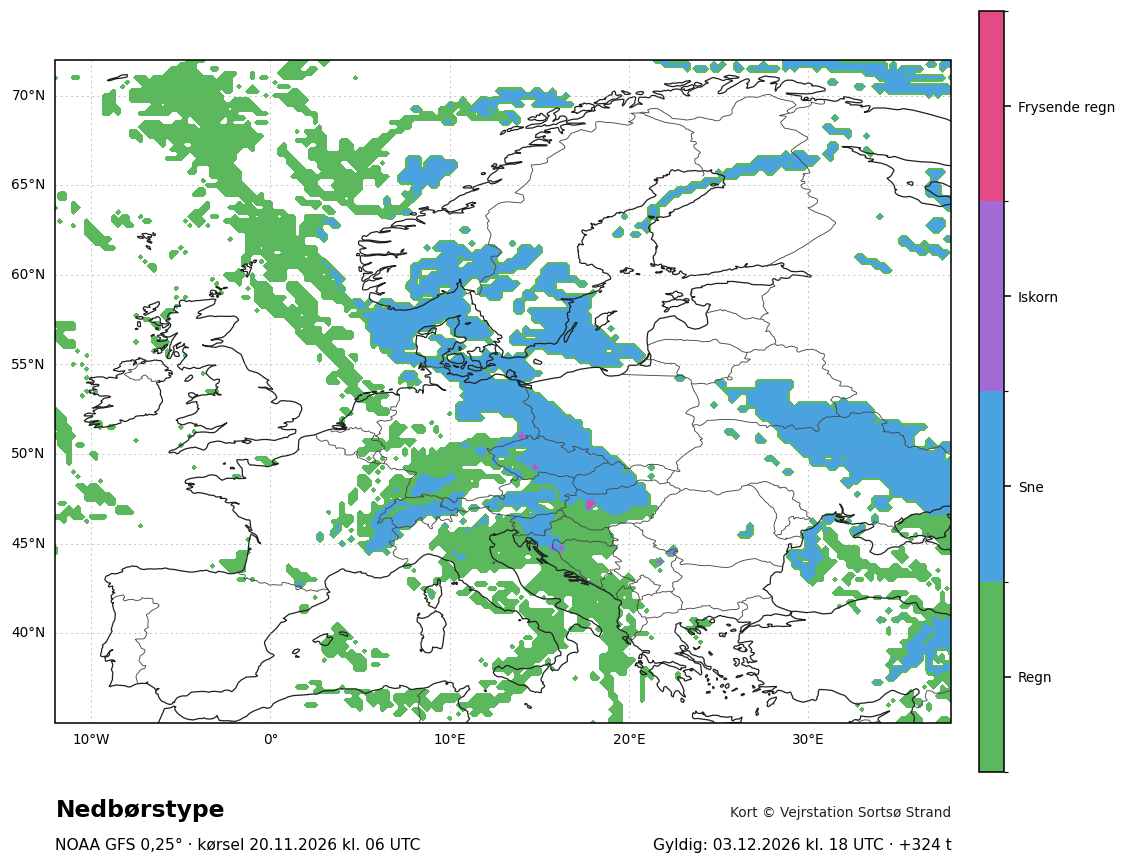 Frysende regn
Iskorn
Sne
Regn
70°N
65°N
60°N
55°N
50°N
45°N
40°N
10°W
0°
10°E
20°E
30°E
Nedbørstype
Kort © Vejrstation Sortsø Strand
NOAA GFS 0,25° · kørsel 20.11.2026 kl. 06 UTC
Gyldig: 03.12.2026 kl. 18 UTC · +324 t